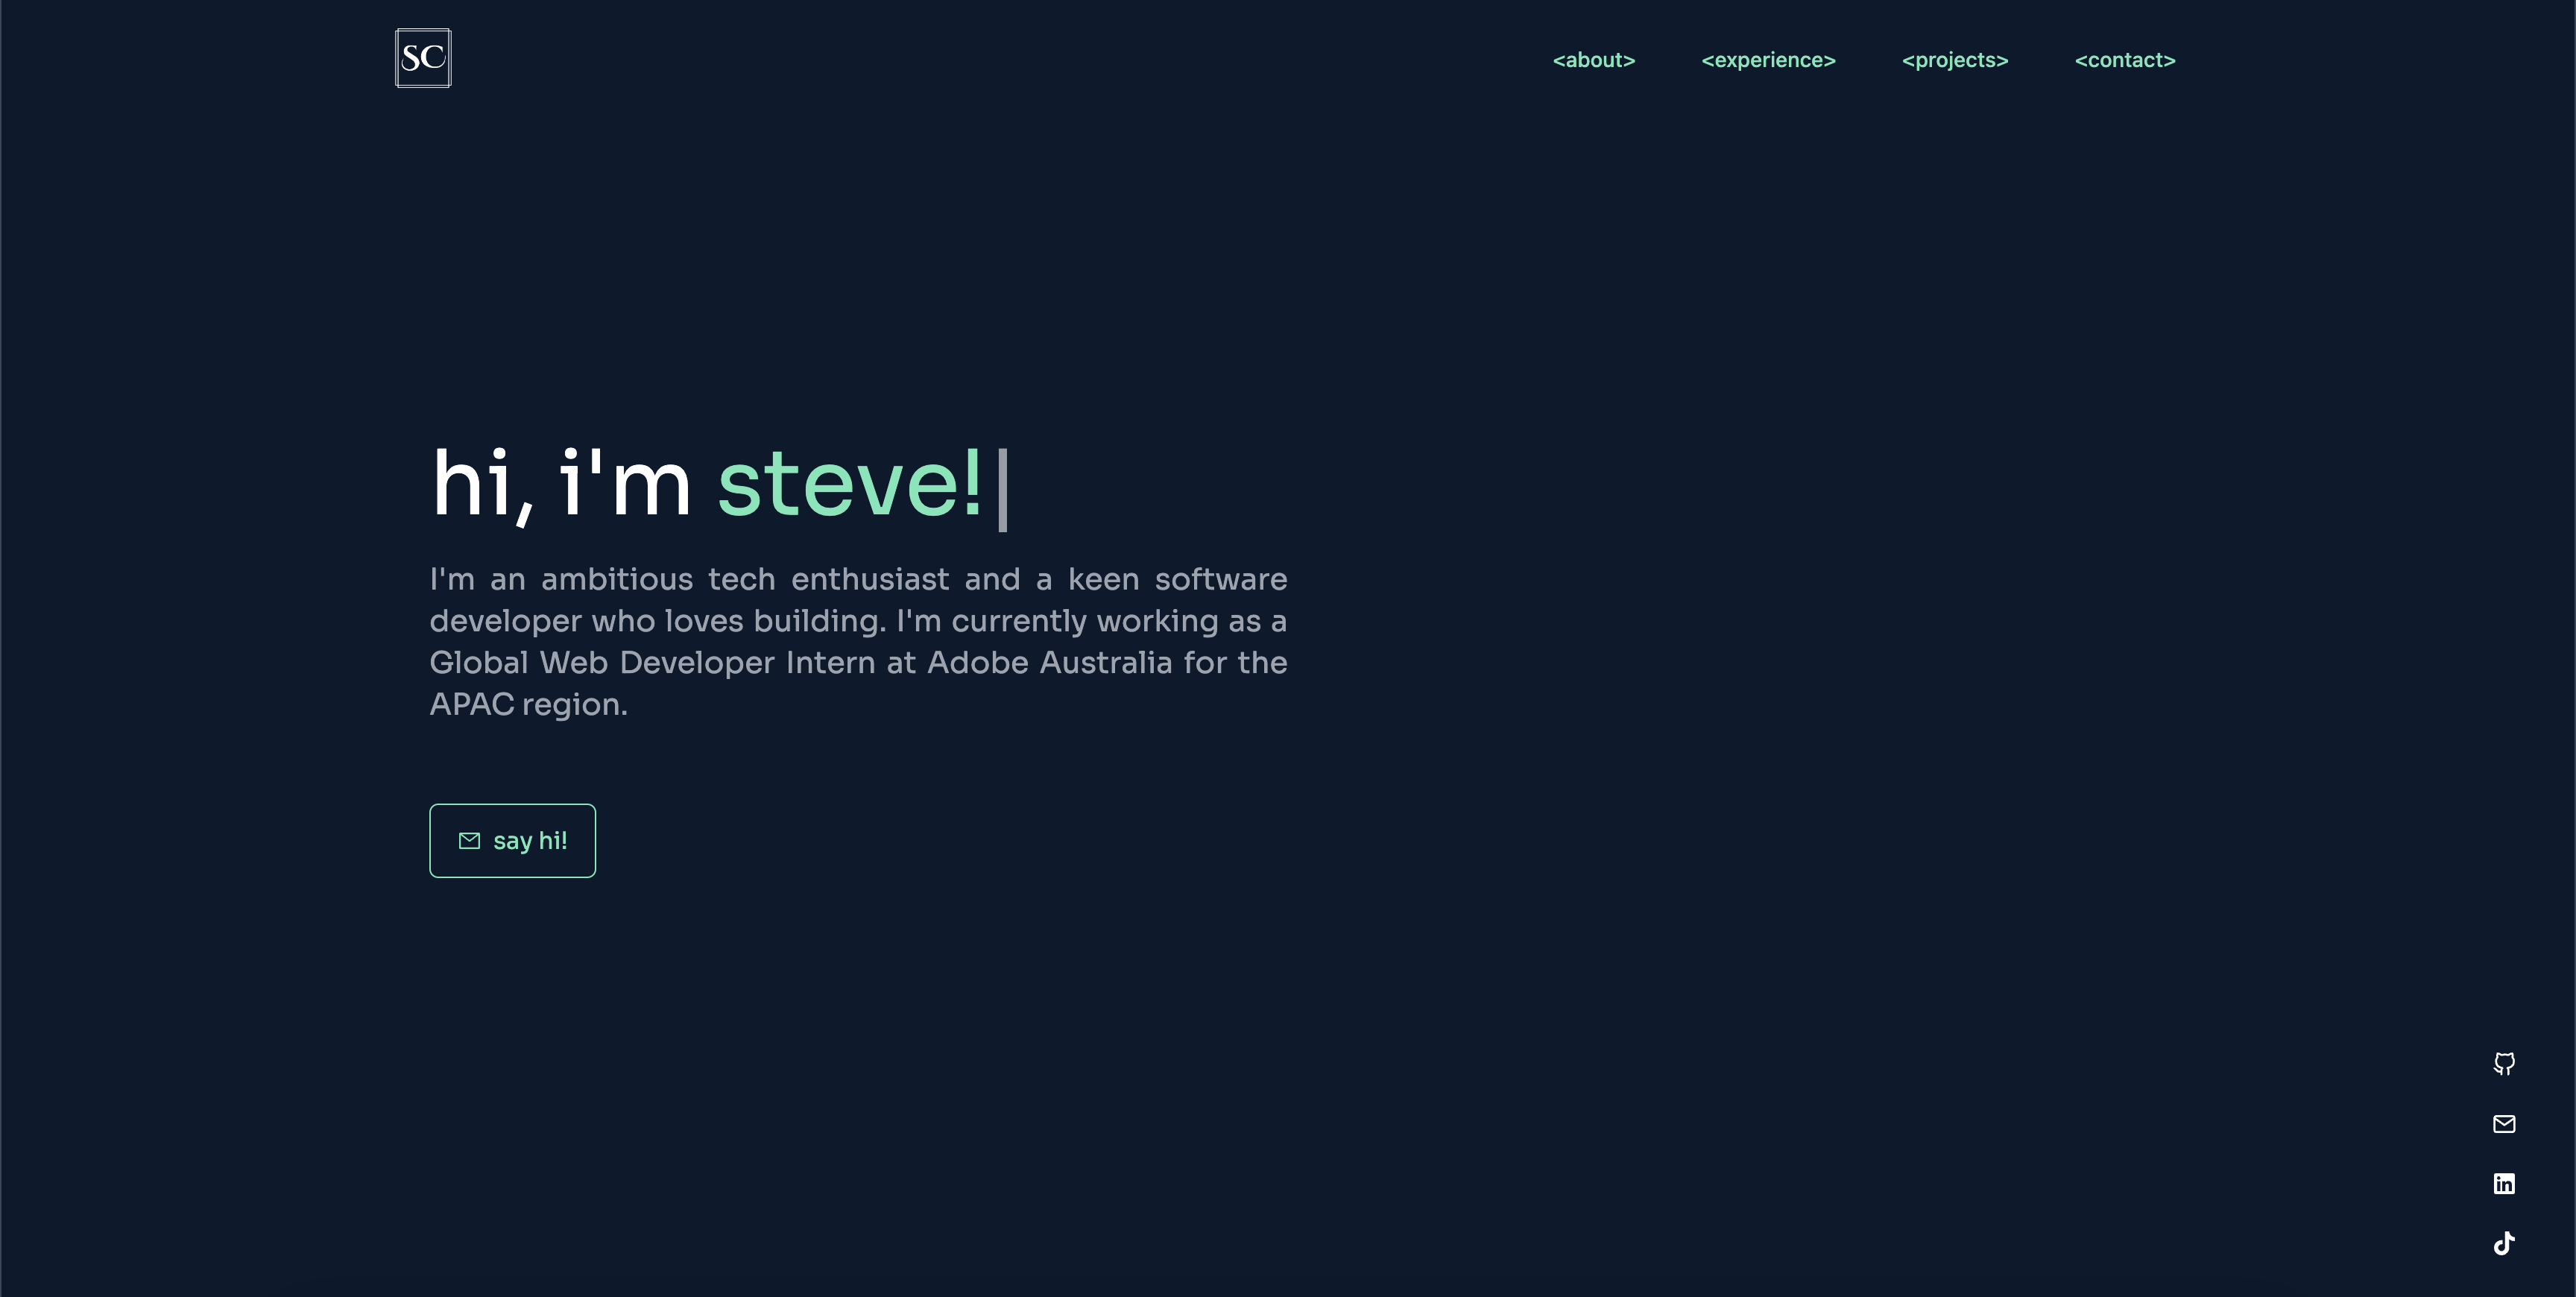 SC
<about> <experience> <projects> <contact>
hi, i'm steve!
I'm an ambitious tech enthusiast and a keen software
developer who loves building. I'm currently working as a
Global Web Developer Intern at Adobe Australia for the
APAC region.
say hi!
in